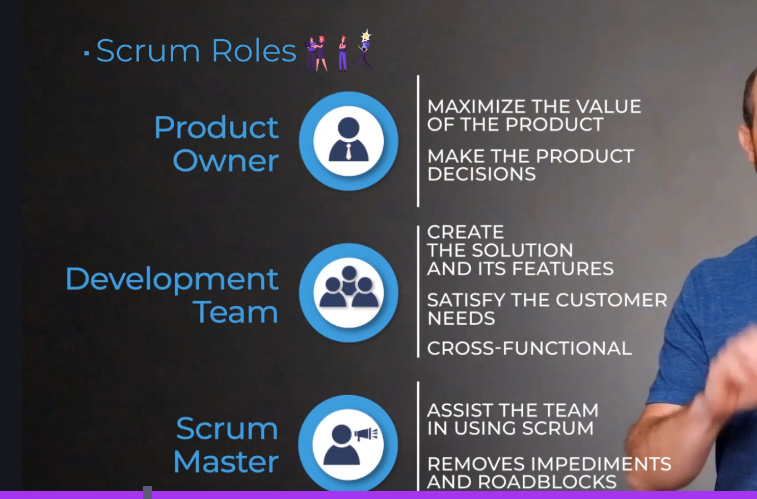 Scrum Roles
Product
Owner
MAXIMIZE THE VALUE
OF THE PRODUCT
MAKE THE PRODUCT
DECISIONS
Development
Team
CREATE
THE SOLUTION
AND ITS FEATURES
SATISFY THE CUSTOMER
NEEDS
CROSS-FUNCTIONAL
Scrum
Master
ASSIST THE TEAM
IN USING SCRUM
REMOVES IMPEDIMENTS
AND ROADBLOCKS